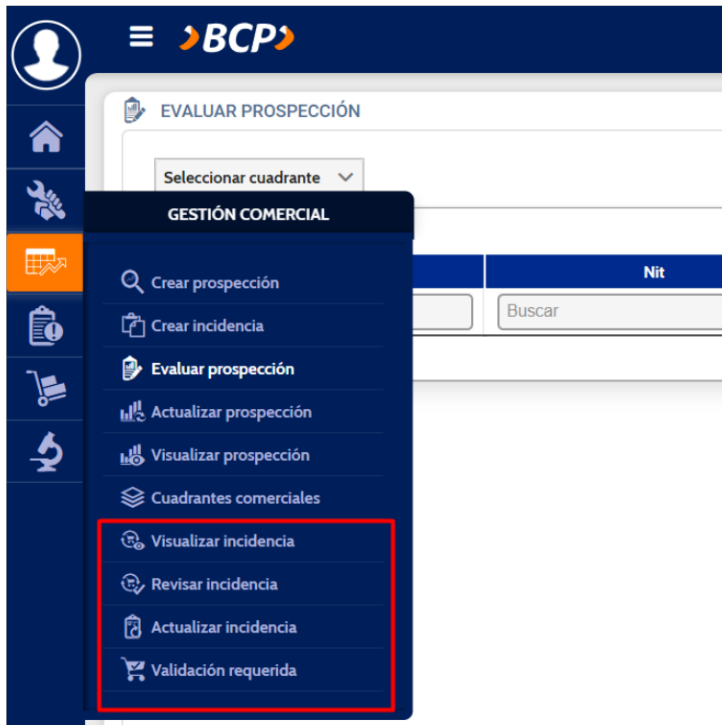 BCP
EVALUAR PROSPECCIÓN
Seleccionar cuadrante
GESTIÓN COMERCIAL
Nit
Buscar
Crear prospección
Crear incidencia
Evaluar prospección
Actualizar prospección
Visualizar prospección
Cuadrantes comerciales
Visualizar incidencia
Revisar incidencia
Actualizar incidencia
Validación requerida